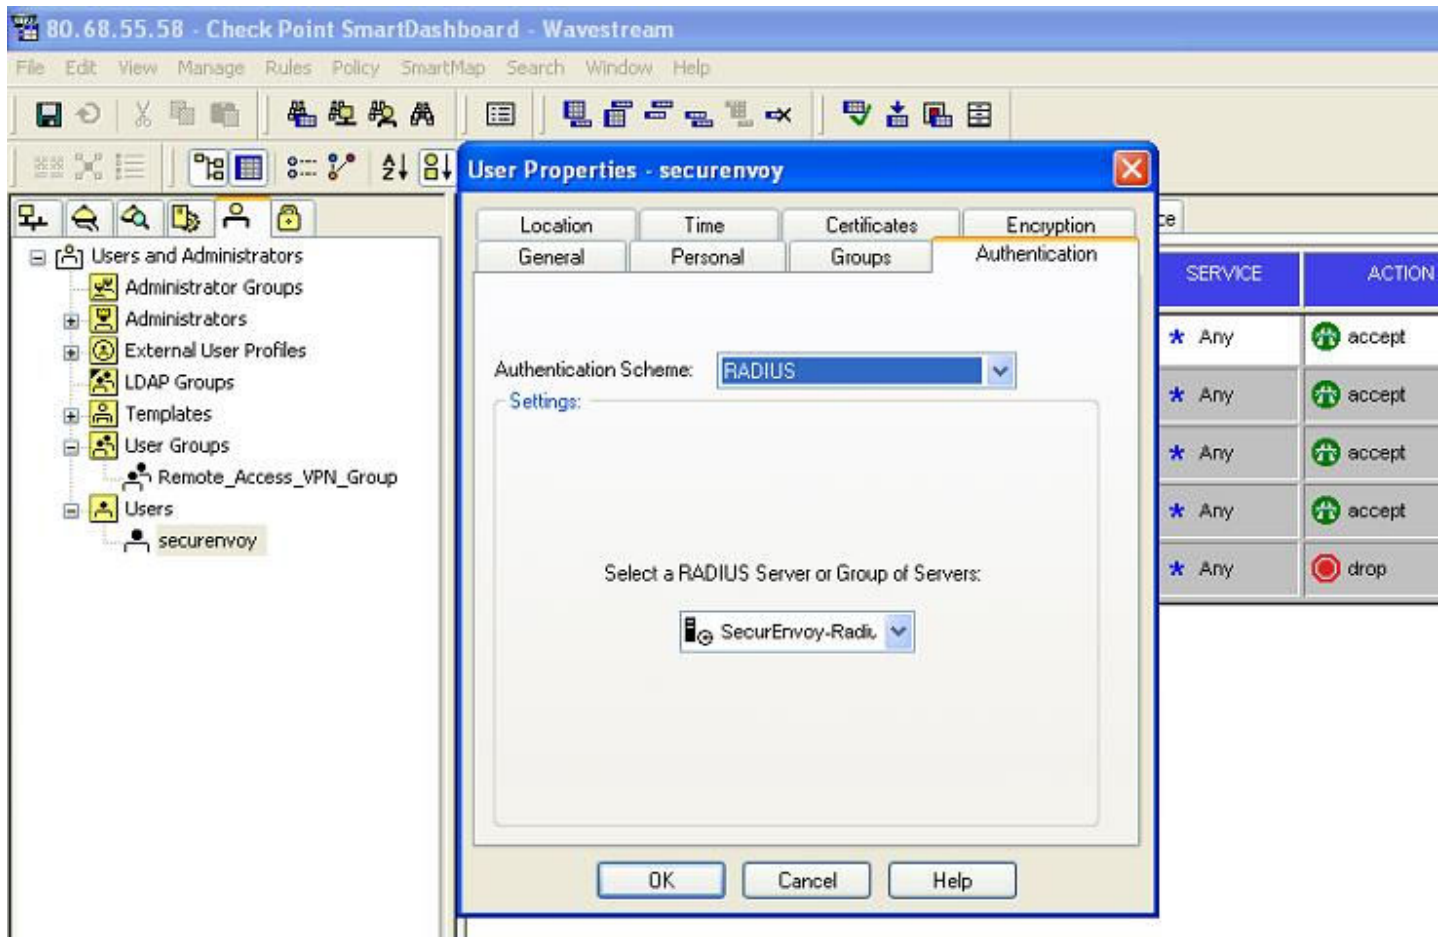 80.68.55.58 - Check Point SmartDashboard - Wavestream
File Edit View Manage Rules Policy SmartMap Search Window Help
Users and Administrators
Administrator Groups
Administrators
External User Profiles
LDAP Groups
Templates
User Groups
Remote_Access_VPN_Group
Users
securenvoy
User Properties - securenvoy
Location Time Certificates Encryption
General Personal Groups Authentication
Authentication Scheme: RADIUS
Settings:
Select a RADIUS Server or Group of Servers:
SecurEnvoy-Radiu
OK Cancel Help
SERVICE ACTION
Any accept
Any accept
Any accept
Any accept
Any drop